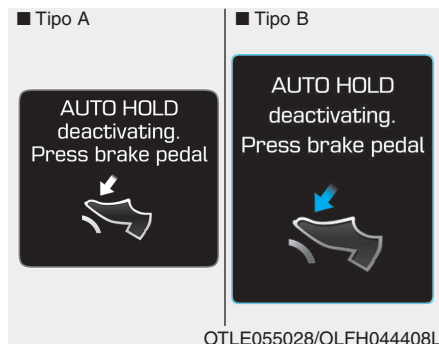 ■ Tipo A
AUTO HOLD
deactivating.
Press brake pedal
■ Tipo B
AUTO HOLD
deactivating.
Press brake pedal
OTLE055028/OLFH044408L